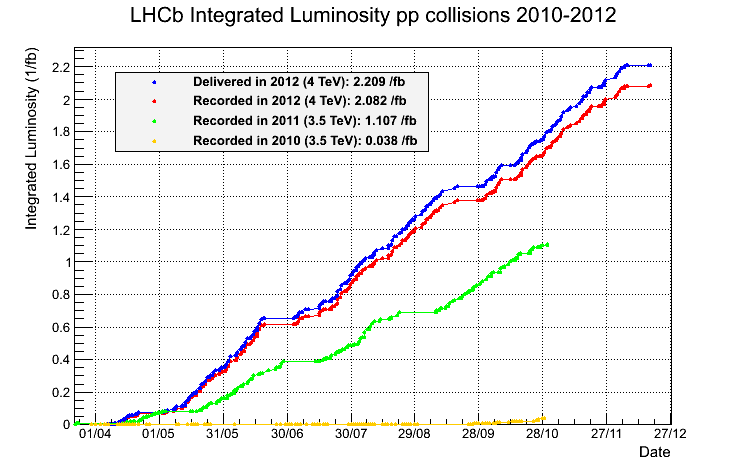 LHCb Integrated Luminosity pp collisions 2010-2012
Integrated Luminosity (1/fb)
Delivered in 2012 (4 TeV): 2.209 /fb
Recorded in 2012 (4 TeV): 2.082 /fb
Recorded in 2011 (3.5 TeV): 1.107 /fb
Recorded in 2010 (3.5 TeV): 0.038 /fb
2.2
2
1.8
1.6
1.4
1.2
1
0.8
0.6
0.4
0.2
0
01/04 01/05 31/05 30/06 30/07 29/08 28/09 28/10 27/11 27/12
Date